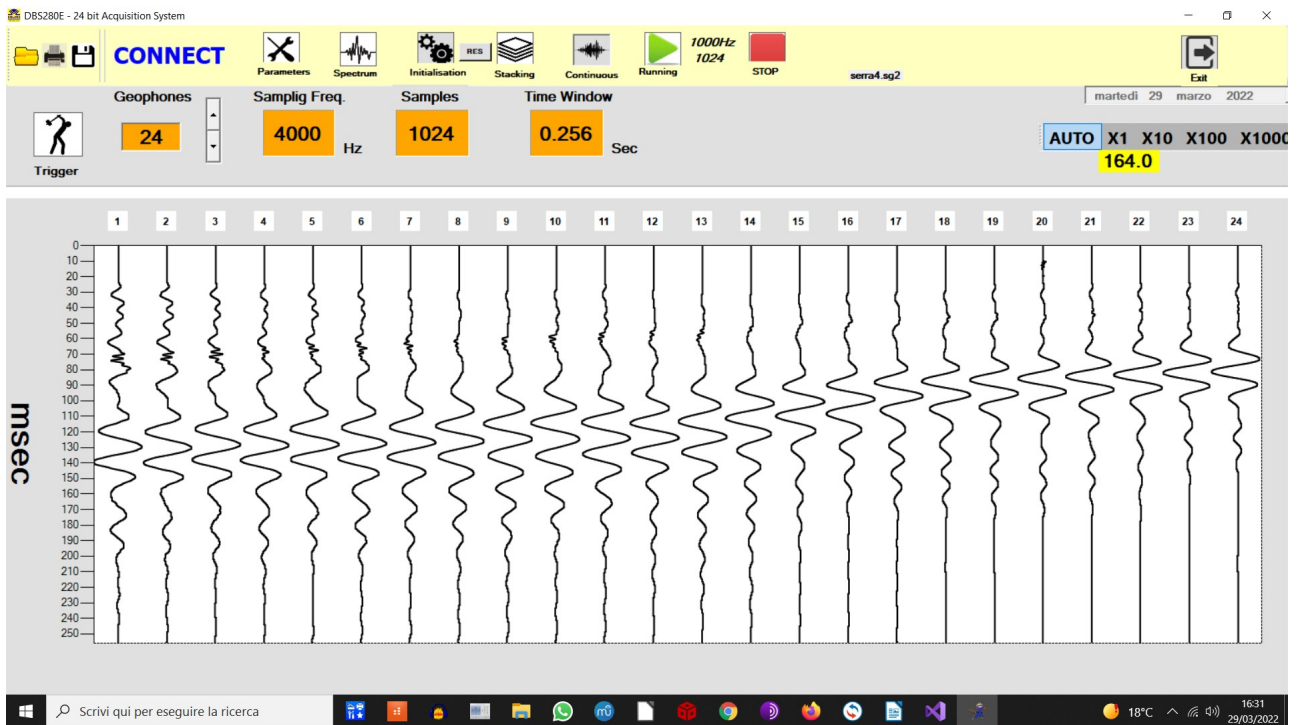 DBS280E - 24 bit Acquisition System
CONNECT
Parameters
Spectrum
Initialisation
RES
Stacking
Continuous
Running
1000Hz
1024
STOP
serra4.sg2
Exit
Geophones
Samplig Freq.
Samples
Time Window
martedì 29 marzo 2022
24
4000 Hz
1024
0.256 Sec
AUTO X1 X10 X100 X1000
164.0
Trigger
1 2 3 4 5 6 7 8 9 10 11 12 13 14 15 16 17 18 19 20 21 22 23 24
0
10
20
30
40
50
60
70
80
90
100
110
120
130
140
150
160
170
180
190
200
210
220
230
240
250
msec
Scrivi qui per eseguire la ricerca
18°C
16:31
29/03/2022